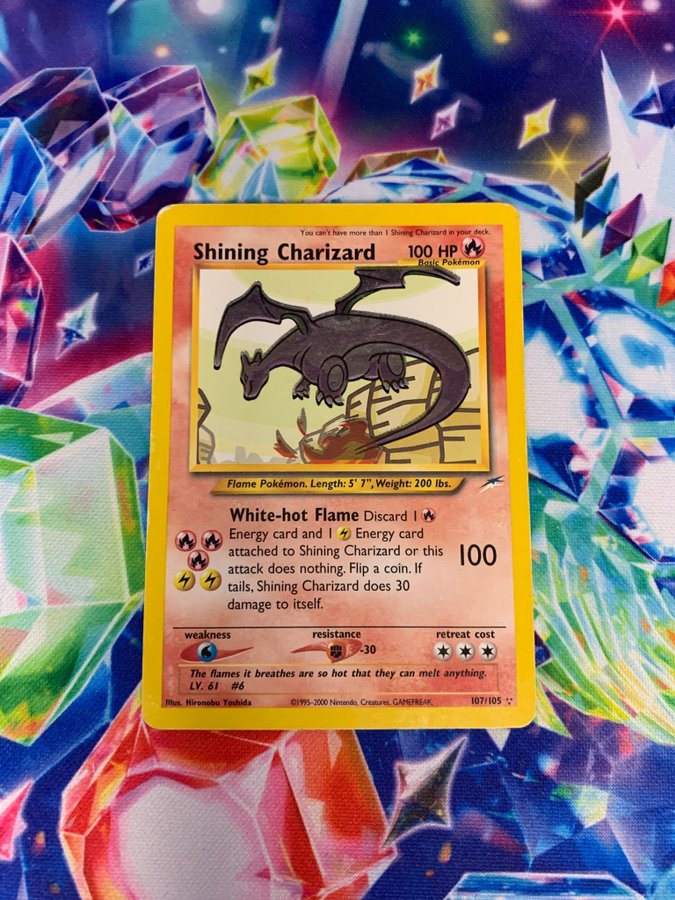 You can't have more than 1 Shining Charizard in your deck.
Shining Charizard 100 HP
Basic Pokémon
Flame Pokémon. Length: 5' 7", Weight: 200 lbs.
White-hot Flame Discard 1
Energy card and 1 Energy card
attached to Shining Charizard or this
attack does nothing. Flip a coin. If
tails, Shining Charizard does 30
damage to itself.
100
weakness resistance retreat cost
-30
The flames it breathes are so hot that they can melt anything.
LV. 61 #6
Illus. Hironobu Yoshida ©1995-2000 Nintendo, Creatures, GAMEFREAK. 107/105